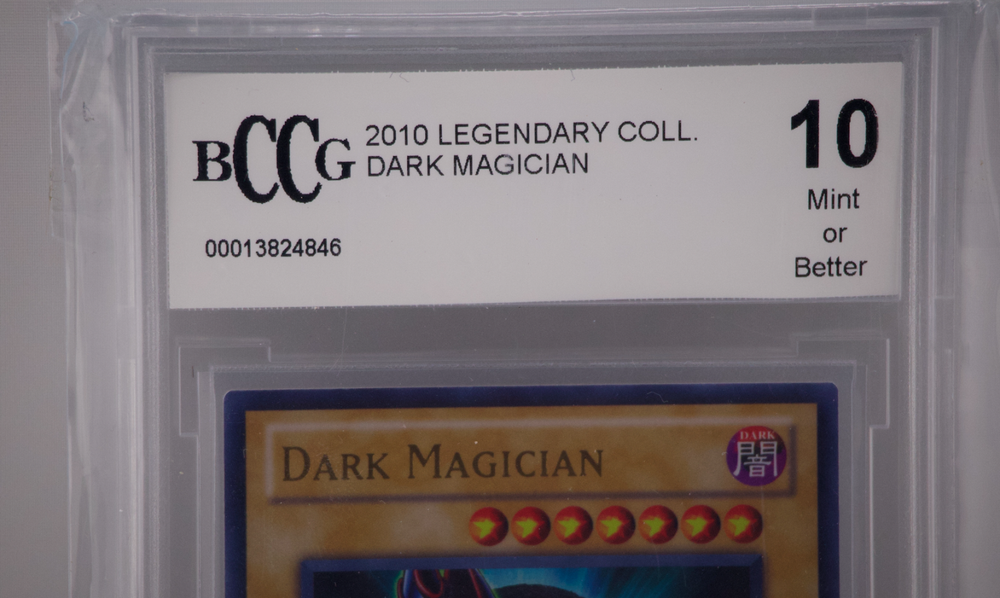 BCCG
2010 LEGENDARY COLL.
DARK MAGICIAN
00013824846
10
Mint
or
Better
DARK MAGICIAN
DARK
闇